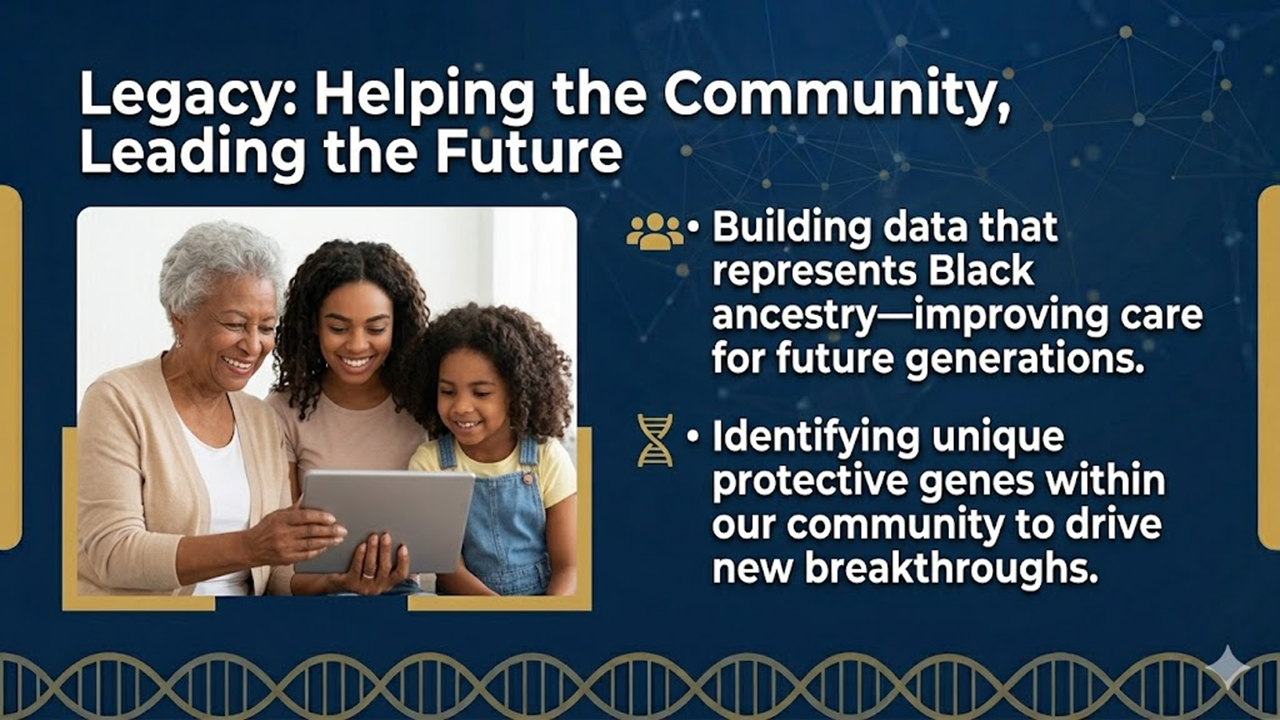 Legacy: Helping the Community,
Leading the Future
• Building data that
represents Black
ancestry—improving care
for future generations.
• Identifying unique
protective genes within
our community to drive
new breakthroughs.